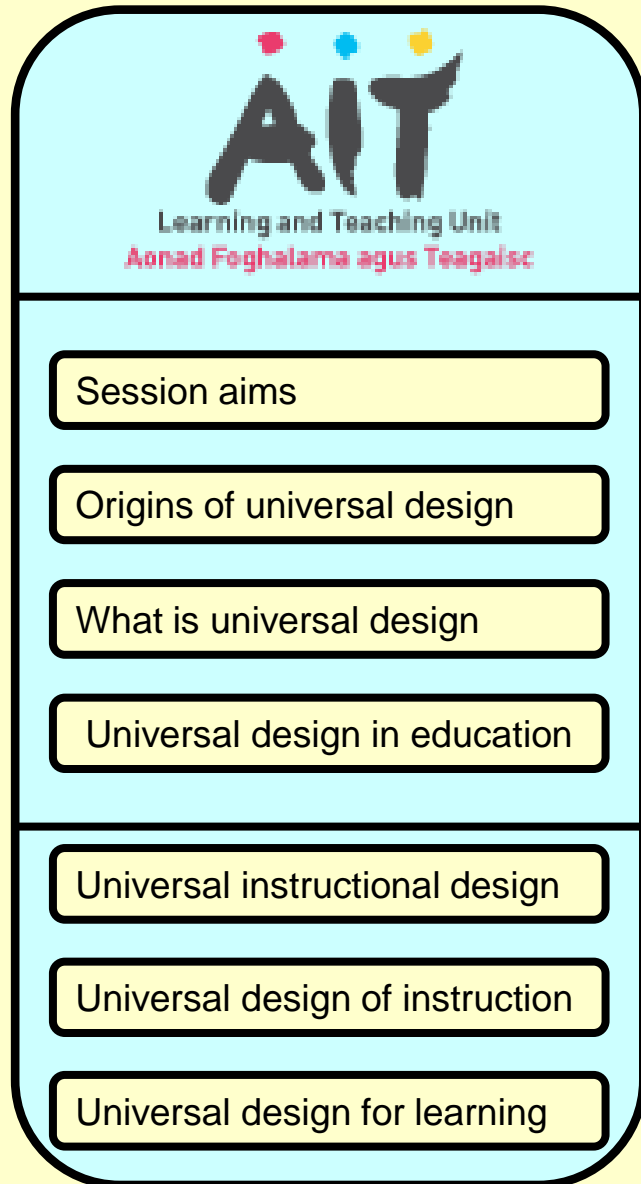 AIT
Learning and Teaching Unit
Aonad Foghalama agus Teagaisc
Session aims
Origins of universal design
What is universal design
Universal design in education
Universal instructional design
Universal design of instruction
Universal design for learning